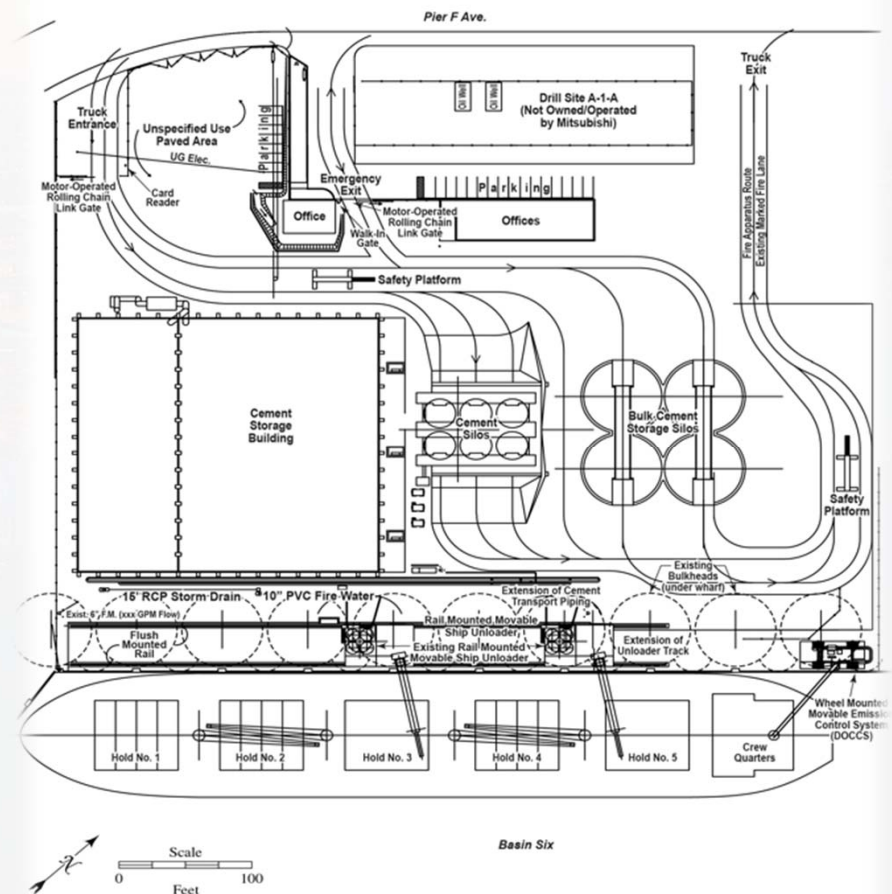 Pier F Ave.
Truck
Exit
Oil Well
Oil Well
Drill Site A-1-A
(Not Owned/Operated
by Mitsubishi)
Truck
Entrance
Unspecified Use
Paved Area
Parking
UG Elec.
Motor-Operated
Rolling Chain
Link Gate
Card
Reader
Emergency
Exit
Parking
Office
Motor-Operated
Rolling Chain
Link Gate
Offices
Walk-In
Gate
Fire Apparatus Route
Existing Marked Fire Lane
Safety Platform
Cement
Storage
Building
Cement
Silos
Bulk Cement
Storage Silos
Safety
Platform
Existing
Bulkheads
(under wharf)
16' RCP Storm Drain
10" PVC Fire Water
Extension of Cement
Transport Piping
Exist. 6" F.M. (xxx GPM Flow)
Flush
Mounted
Rail
Rail Mounted Movable
Ship Unloader
Existing Rail Mounted
Movable Ship Unloader
Extension of
Unloader Track
Wheel Mounted
Movable Emissio
Control System
(DOCCS)
Hold No. 1
Hold No. 2
Hold No. 3
Hold No. 4
Hold No. 5
Crew
Quarters
Basin Six
N
Scale
0 100
Feet